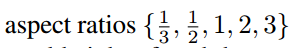 aspect ratios {1/3, 1/2, 1, 2, 3}